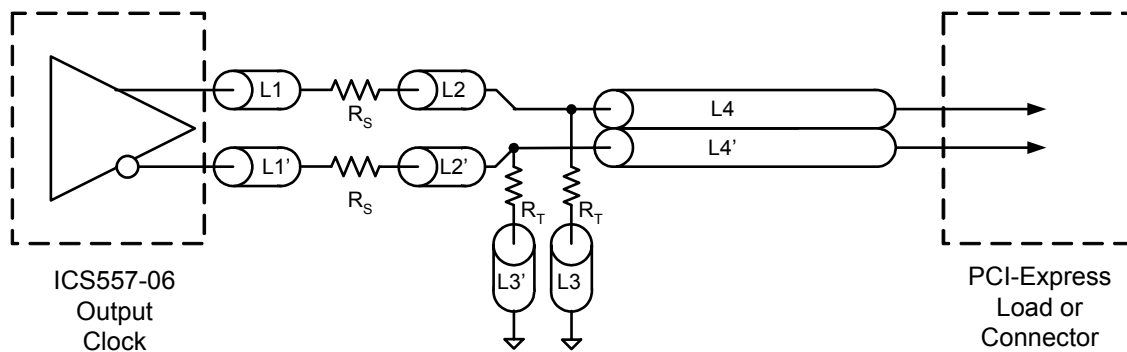 L1
L2
L4
R_S
L1'
L2'
L4'
R_S
R_T
R_T
L3'
L3
ICS557-06
Output
Clock
PCI-Express
Load or
Connector